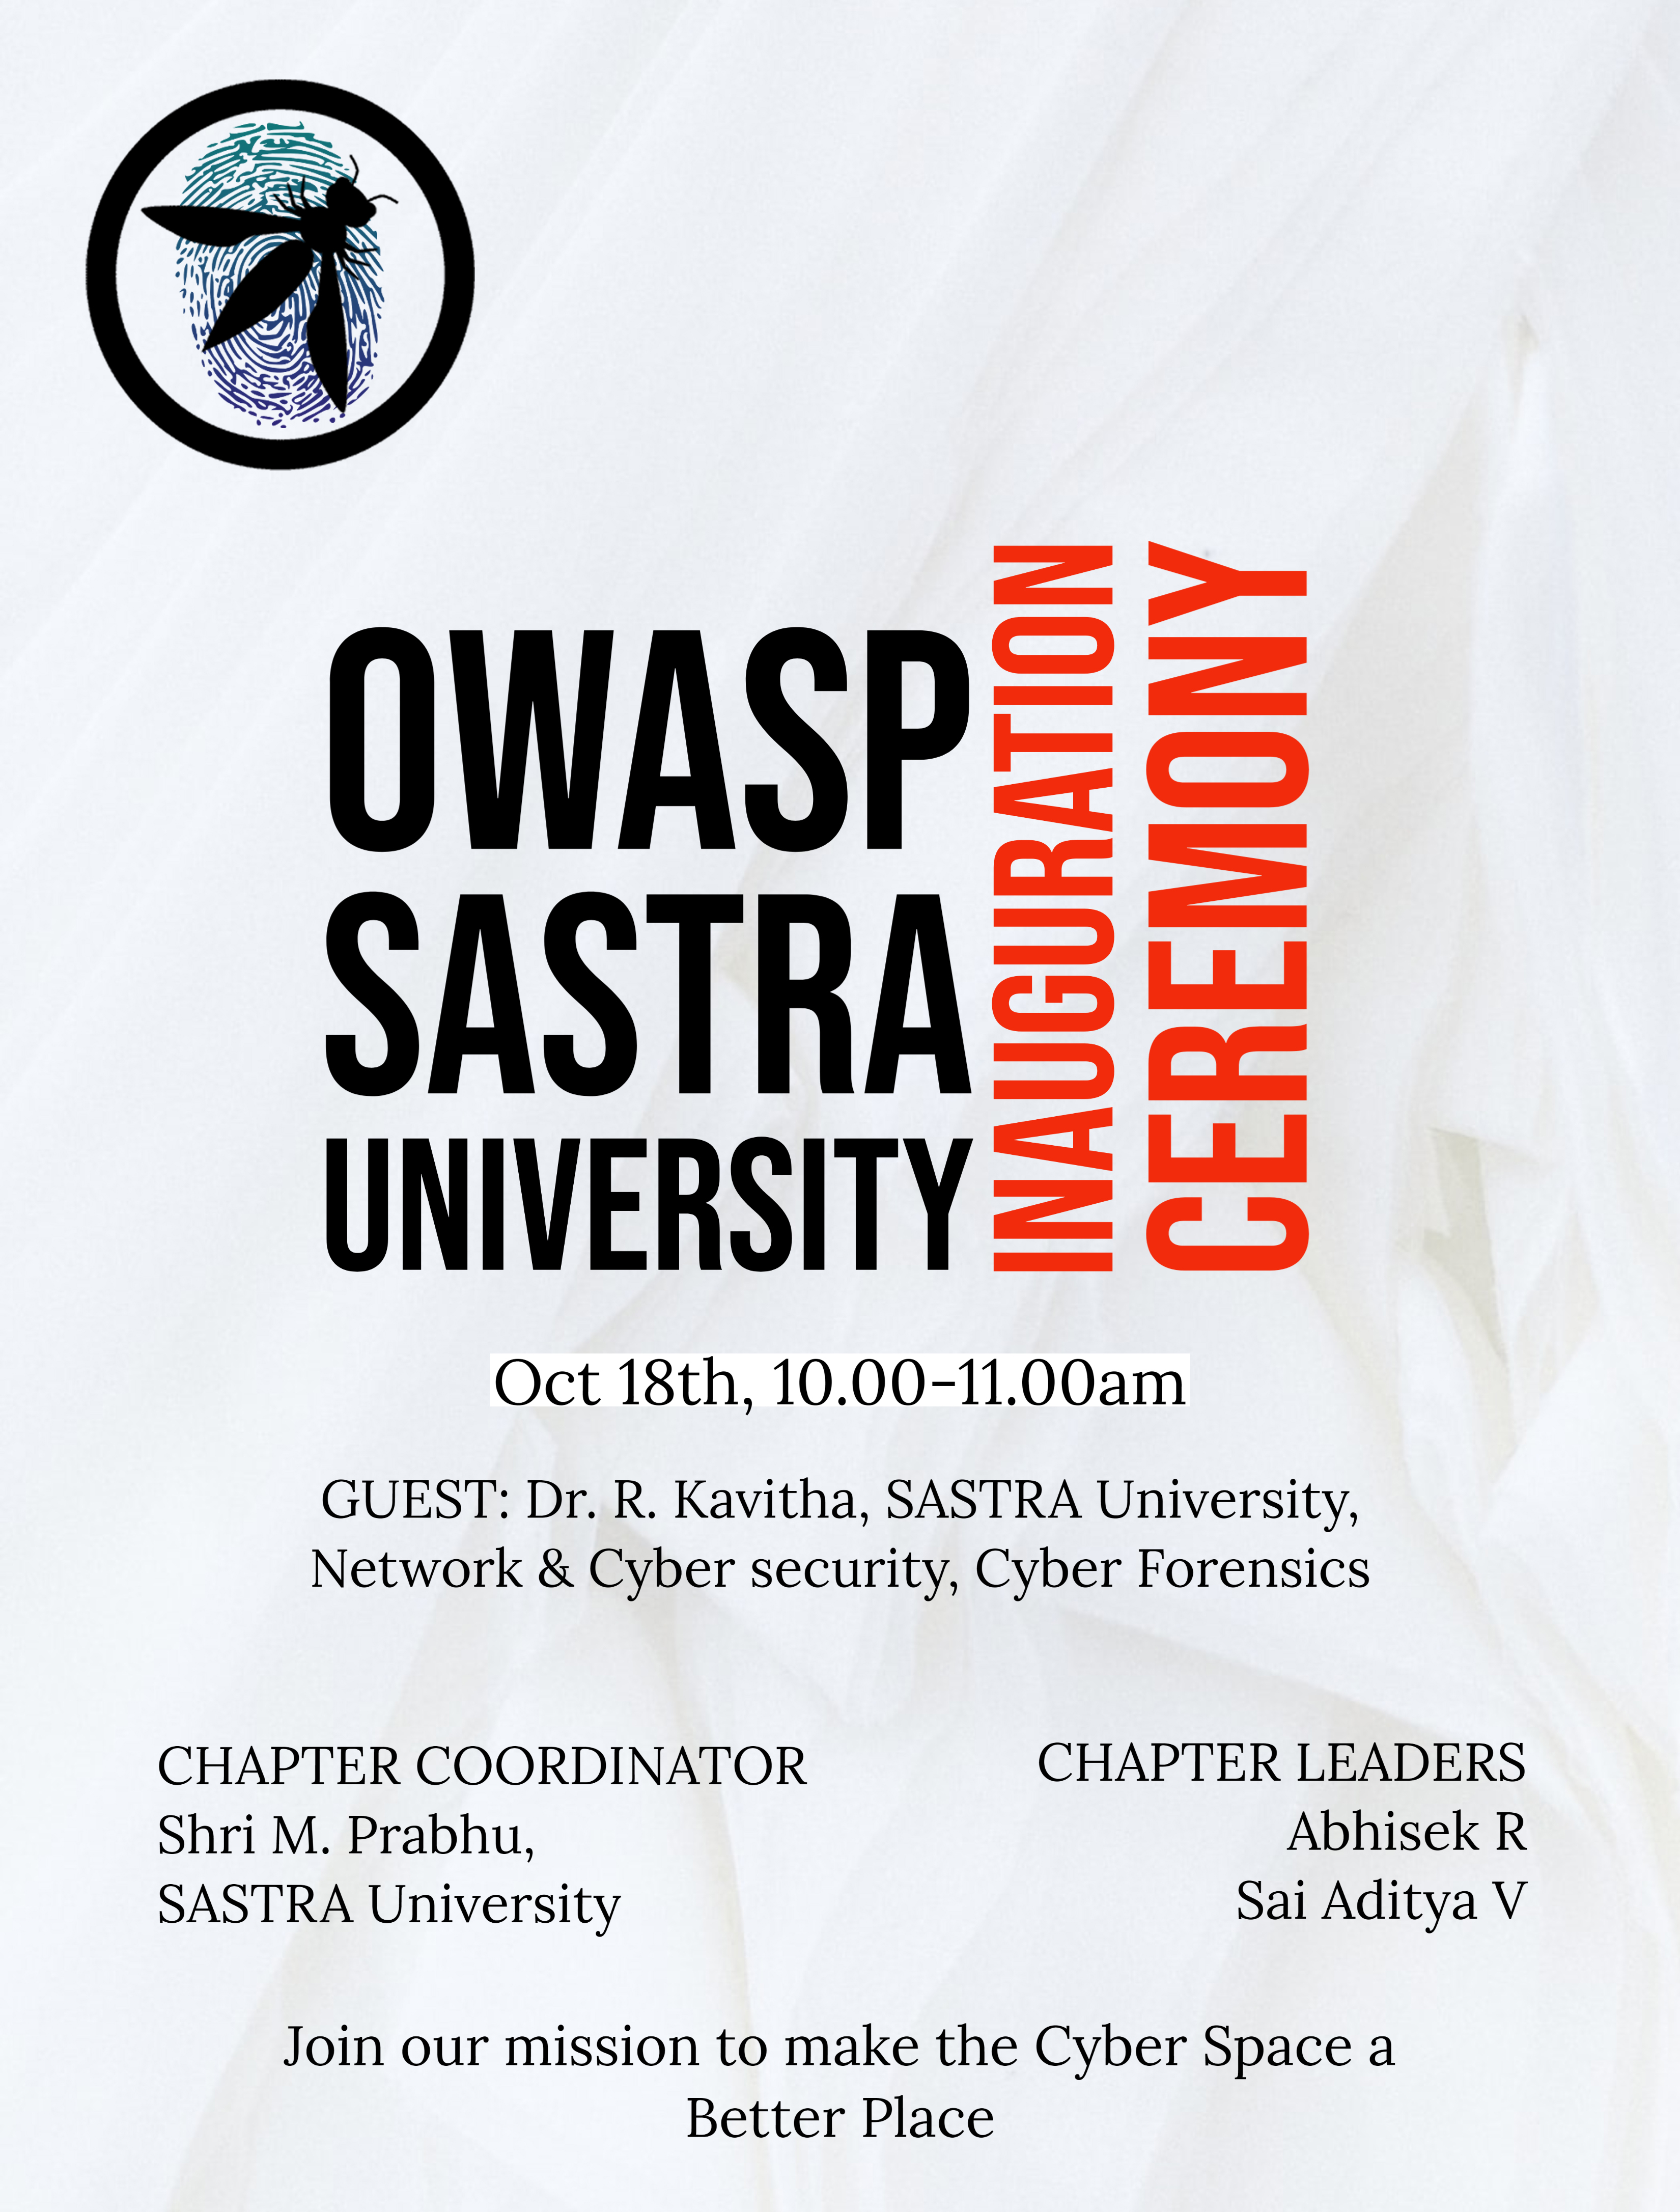 OWASP
SASTRA
UNIVERSITY
INAUGURATION
CEREMONY
Oct 18th, 10.00-11.00am
GUEST: Dr. R. Kavitha, SASTRA University,
Network & Cyber security, Cyber Forensics
CHAPTER COORDINATOR
Shri M. Prabhu,
SASTRA University
CHAPTER LEADERS
Abhisek R
Sai Aditya V
Join our mission to make the Cyber Space a
Better Place